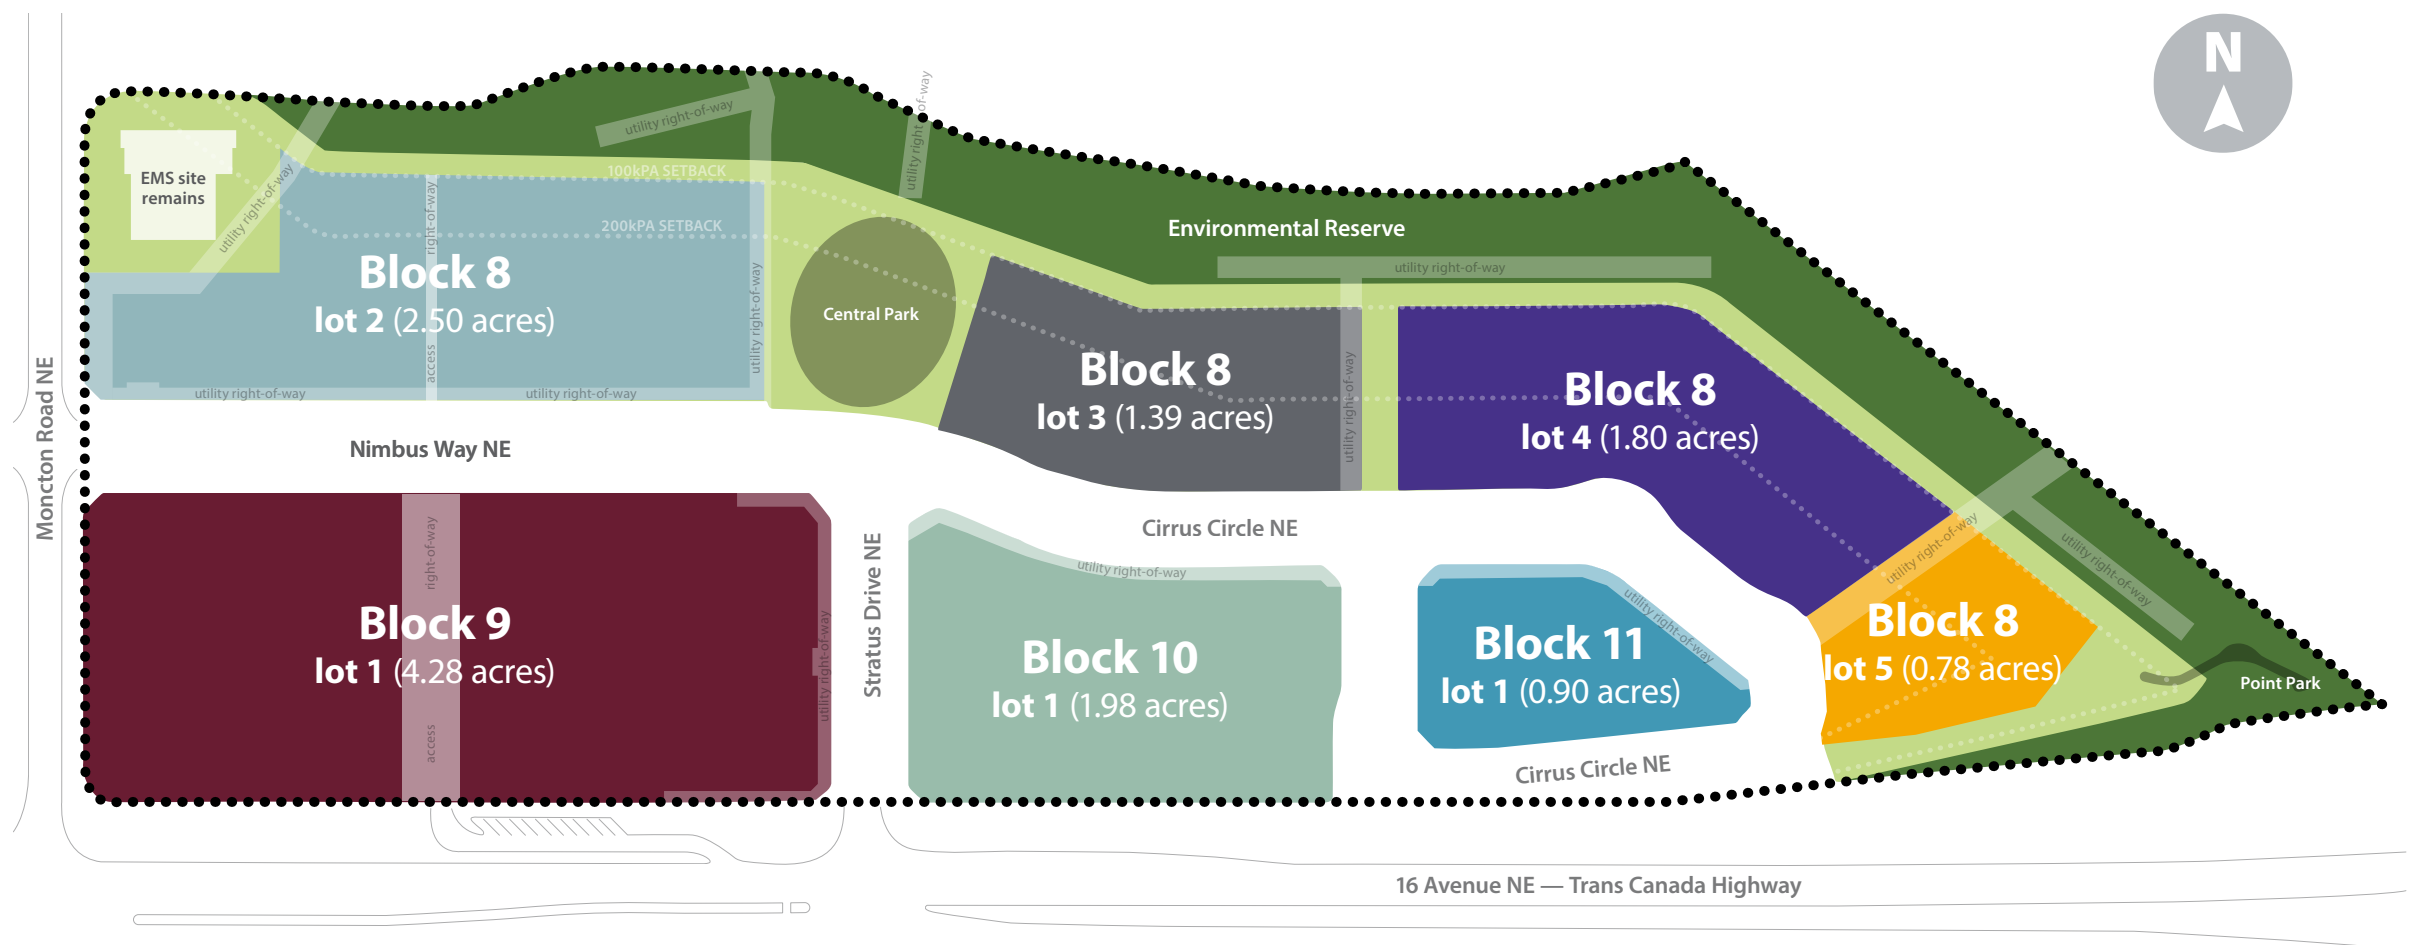 N
utility right-of-way
utility right-of-way
100kPA SETBACK
EMS site
remains
utility right-of-way
right-of-way
200kPA SETBACK
Environmental Reserve
utility right-of-way
Block 8
lot 2 (2.50 acres)
access
utility right-of-way
utility right-of-way
utility right-of-way
Central Park
Block 8
lot 3 (1.39 acres)
utility right-of-way
Block 8
lot 4 (1.80 acres)
Moncton Road NE
Nimbus Way NE
Cirrus Circle NE
utility right-of-way
utility right-of-way
right-of-way
Block 9
lot 1 (4.28 acres)
access
utility right-of-way
Stratus Drive NE
utility right-of-way
Block 10
lot 1 (1.98 acres)
utility right-of-way
Block 11
lot 1 (0.90 acres)
Block 8
lot 5 (0.78 acres)
Point Park
Cirrus Circle NE
16 Avenue NE — Trans Canada Highway